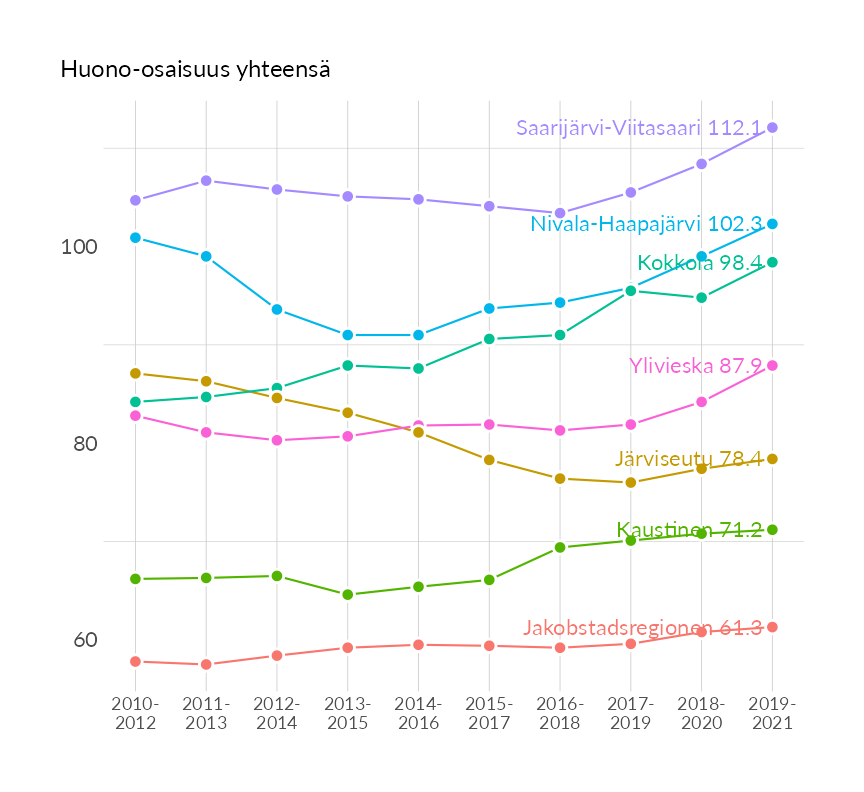 Huono-osaisuus yhteensä
Saarijärvi-Viitasaari 112.1
Nivala-Haapajärvi 102.3
100
Kokkola 98.4
Ylivieska 87.9
80
Järviseutu 78.4
Kaustinen 71.2
Jakobstadsregionen 61.3
60
2010- 2011- 2012- 2013- 2014- 2015- 2016- 2017- 2018- 2019-
2012 2013 2014 2015 2016 2017 2018 2019 2020 2021